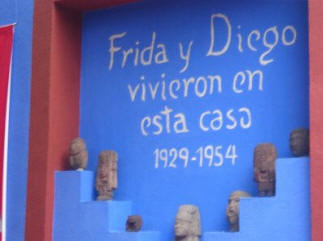 Frida y Diego
vivieron en
esta casa
1929-1954